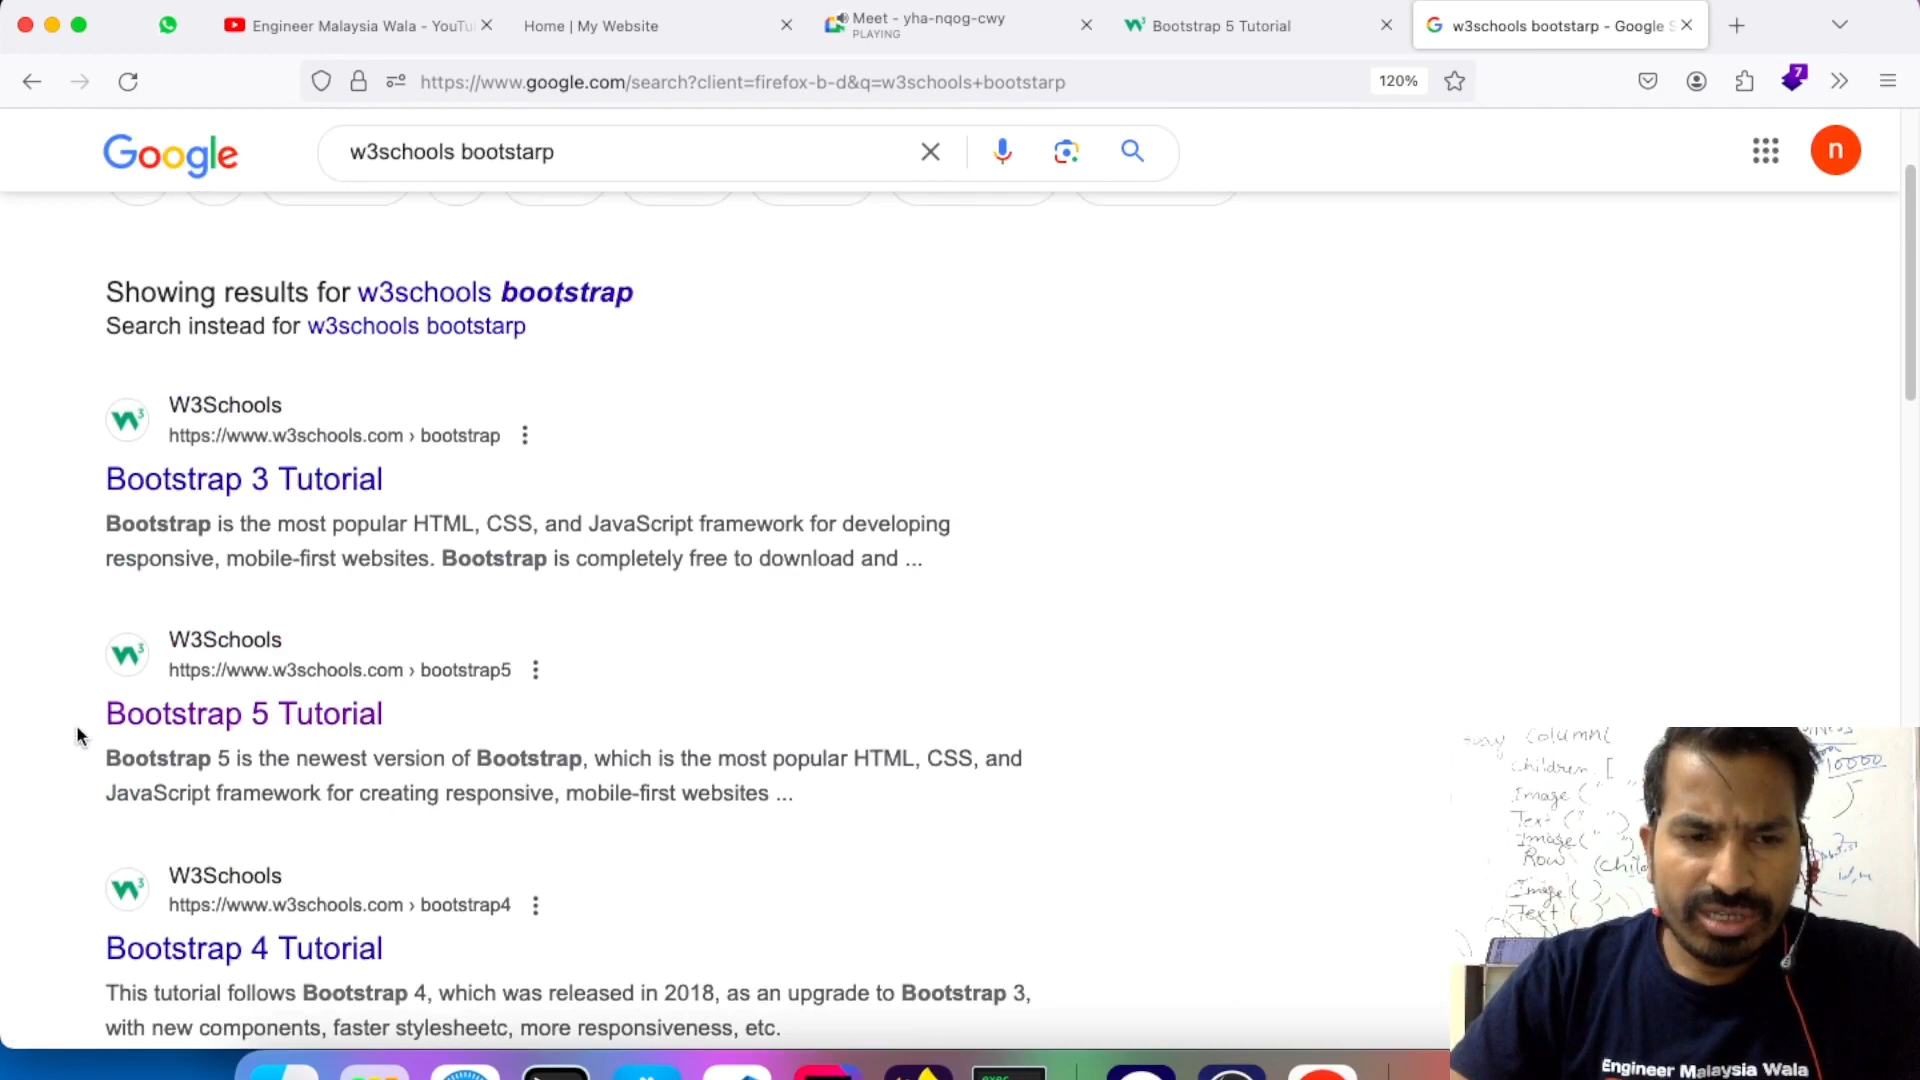 Engineer Malaysia Wala - YouTu
Home | My Website
Meet - yha-nqog-cwy
PLAYING
Bootstrap 5 Tutorial
w3schools bootstarp - Google S
https://www.google.com/search?client=firefox-b-d&q=w3schools+bootstarp
120%
7
Google
w3schools bootstarp
n
Showing results for w3schools bootstrap
Search instead for w3schools bootstarp
W3Schools
https://www.w3schools.com › bootstrap
Bootstrap 3 Tutorial
Bootstrap is the most popular HTML, CSS, and JavaScript framework for developing
responsive, mobile-first websites. Bootstrap is completely free to download and ...
W3Schools
https://www.w3schools.com › bootstrap5
Bootstrap 5 Tutorial
Bootstrap 5 is the newest version of Bootstrap, which is the most popular HTML, CSS, and
JavaScript framework for creating responsive, mobile-first websites ...
W3Schools
https://www.w3schools.com › bootstrap4
Bootstrap 4 Tutorial
This tutorial follows Bootstrap 4, which was released in 2018, as an upgrade to Bootstrap 3,
with new components, faster stylesheetc, more responsiveness, etc.
Column(
children [
10000
Image (" "
Text (" ")
Image (" ")
Row (child
Image ( )
Text ( )
Engineer Malaysia Wala
exec